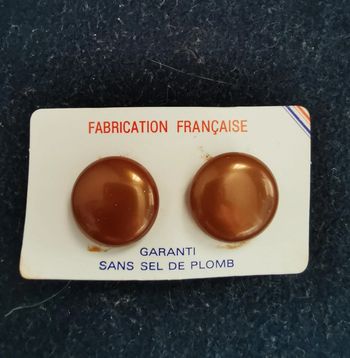 FABRICATION FRANÇAISE
GARANTI
SANS SEL DE PLOMB